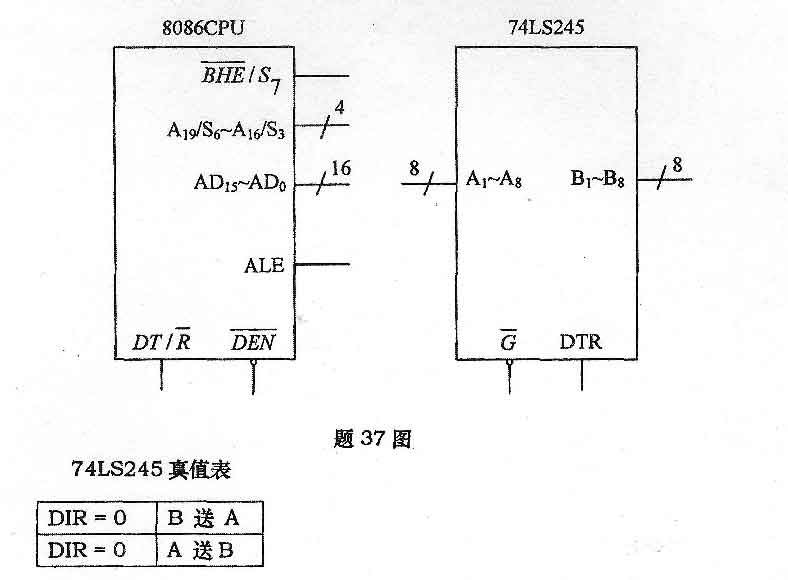 8086CPU
74LS245
BHE/S7
A19/S6~A16/S3
4
AD15~AD0
16
ALE
DT/R
DEN
8
A1~A8
B1~B8
8
G
DTR
题 37 图
74LS245 真值表
DIR = 0 B 送 A
DIR = 0 A 送 B